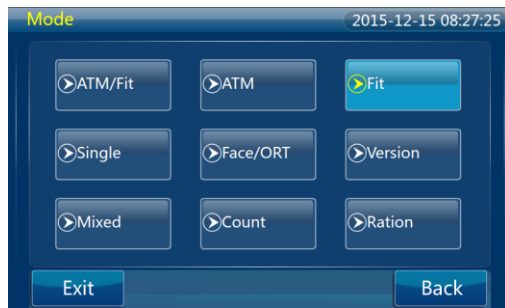 Mode 2015-12-15 08:27:25
ATM/Fit ATM Fit
Single Face/ORT Version
Mixed Count Ration
Exit Back